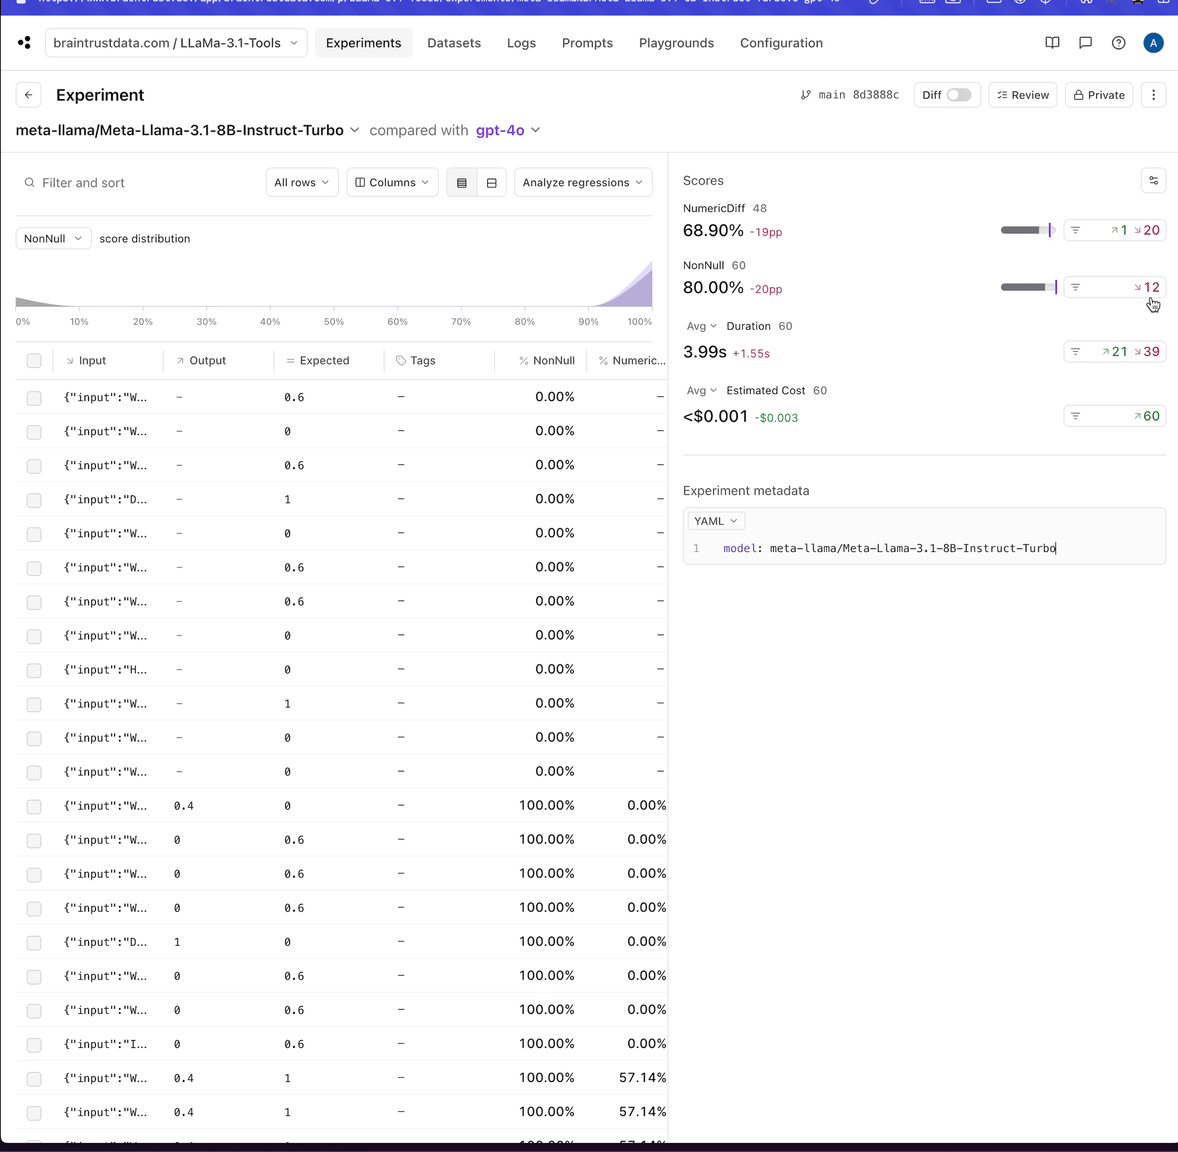 braintrustdata.com / LLaMa-3.1-Tools
Experiments Datasets Logs Prompts Playgrounds Configuration
A
Experiment
main 8d3888c Diff Review Private
meta-llama/Meta-Llama-3.1-8B-Instruct-Turbo compared with gpt-4o
Filter and sort All rows Columns Analyze regressions
NonNull score distribution
0% 10% 20% 30% 40% 50% 60% 70% 80% 90% 100%
Input Output Expected Tags % NonNull % Numeric...
{"input":"W... – 0.6 – 0.00% –
{"input":"W... – 0 – 0.00% –
{"input":"W... – 0.6 – 0.00% –
{"input":"D... – 1 – 0.00% –
{"input":"W... – 0 – 0.00% –
{"input":"W... – 0.6 – 0.00% –
{"input":"W... – 0.6 – 0.00% –
{"input":"W... – 0 – 0.00% –
{"input":"H... – 0 – 0.00% –
{"input":"W... – 1 – 0.00% –
{"input":"W... – 0 – 0.00% –
{"input":"W... – 0 – 0.00% –
{"input":"W... 0.4 0 – 100.00% 0.00%
{"input":"W... 0 0.6 – 100.00% 0.00%
{"input":"W... 0 0.6 – 100.00% 0.00%
{"input":"W... 0 0.6 – 100.00% 0.00%
{"input":"D... 1 0 – 100.00% 0.00%
{"input":"W... 0 0.6 – 100.00% 0.00%
{"input":"W... 0 0.6 – 100.00% 0.00%
{"input":"I... 0 0.6 – 100.00% 0.00%
{"input":"W... 0.4 1 – 100.00% 57.14%
{"input":"W... 0.4 1 – 100.00% 57.14%
Scores
NumericDiff 48
68.90% -19pp 1 20
NonNull 60
80.00% -20pp 12
Avg Duration 60
3.99s +1.55s 21 39
Avg Estimated Cost 60
<$0.001 -$0.003 60
Experiment metadata
YAML
1 model: meta-llama/Meta-Llama-3.1-8B-Instruct-Turbo